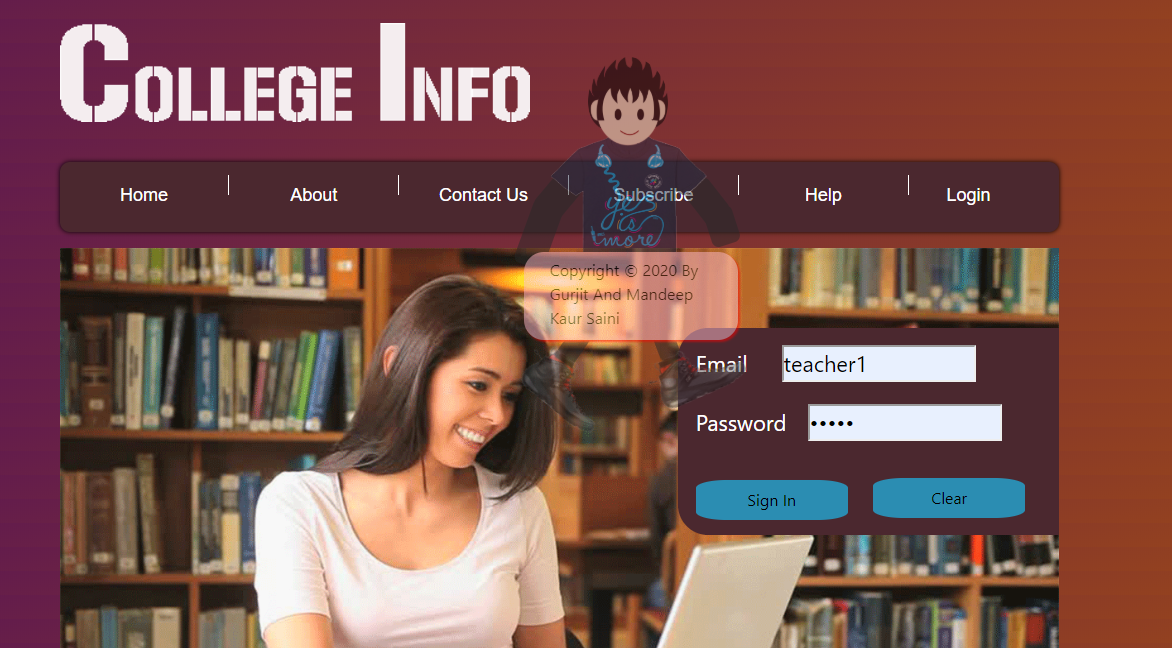 College Info
Home
About
Contact Us
Subscribe
Help
Login
yes
is
t-more
Copyright © 2020 By
Gurjit And Mandeep
Kaur Saini
Email
teacher1
Password
•••••
Sign In
Clear